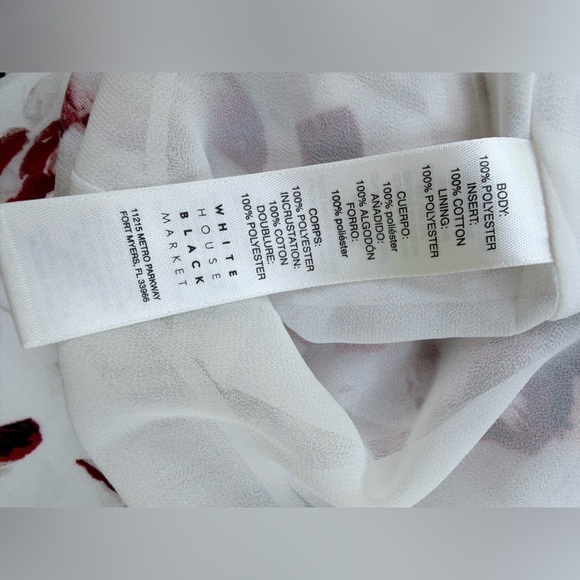 BODY:
100% POLYESTER
INSERT:
100% COTTON
LINING:
100% POLYESTER
CUERPO:
100% poliéster
AÑADIDO:
100% ALGODÓN
FORRO:
100% poliéster
CORPS:
100% POLYESTER
INCRUSTATION:
100% COTON
DOUBLURE:
100% POLYESTER
WHITE
HOUSE
BLACK
MARKET
11215 METRO PARKWAY
FORT MYERS, FL 33966